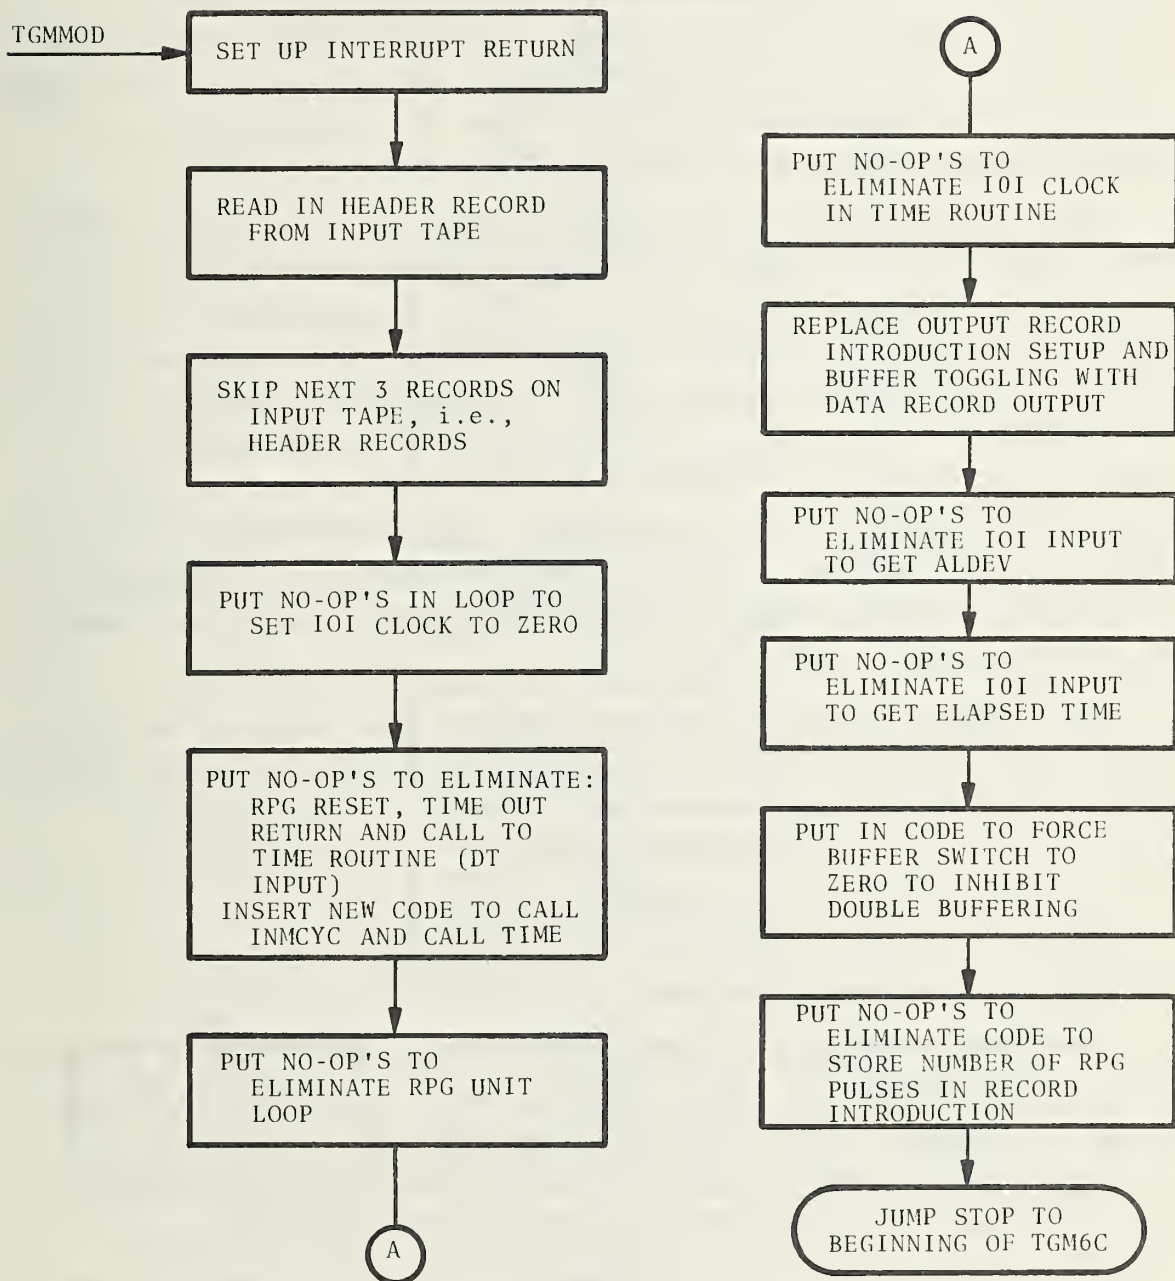 TGMMOD
SET UP INTERRUPT RETURN
READ IN HEADER RECORD
FROM INPUT TAPE
SKIP NEXT 3 RECORDS ON
INPUT TAPE, i.e.,
HEADER RECORDS
PUT NO-OP'S IN LOOP TO
SET IOI CLOCK TO ZERO
PUT NO-OP'S TO ELIMINATE:
RPG RESET, TIME OUT
RETURN AND CALL TO
TIME ROUTINE (DT
INPUT)
INSERT NEW CODE TO CALL
INMCYC AND CALL TIME
PUT NO-OP'S TO
ELIMINATE RPG UNIT
LOOP
A
A
PUT NO-OP'S TO
ELIMINATE IOI CLOCK
IN TIME ROUTINE
REPLACE OUTPUT RECORD
INTRODUCTION SETUP AND
BUFFER TOGGLING WITH
DATA RECORD OUTPUT
PUT NO-OP'S TO
ELIMINATE IOI INPUT
TO GET ALDEV
PUT NO-OP'S TO
ELIMINATE IOI INPUT
TO GET ELAPSED TIME
PUT IN CODE TO FORCE
BUFFER SWITCH TO
ZERO TO INHIBIT
DOUBLE BUFFERING
PUT NO-OP'S TO
ELIMINATE CODE TO
STORE NUMBER OF RPG
PULSES IN RECORD
INTRODUCTION
JUMP STOP TO
BEGINNING OF TGM6C